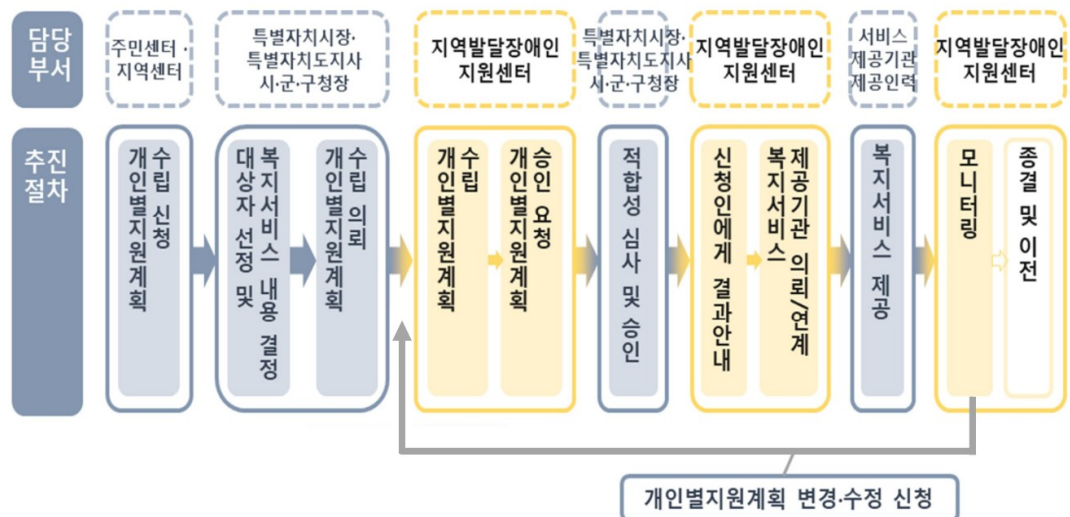 담당
부서
주민센터 ·
지역센터
특별자치시장·
특별자치도지사
시·군·구청장
지역발달장애인
지원센터
특별자치시장·
특별자치도지사
시·군·구청장
지역발달장애인
지원센터
서비스
제공기관
제공인력
지역발달장애인
지원센터
추진
절차
개인별지원계획
수립 신청
대상자 선정 및
복지서비스 내용 결정
개인별지원계획
수립 의뢰
개인별지원계획
수립
개인별지원계획
승인 요청
적합성 심사 및 승인
신청인에게 결과안내
복지서비스
제공기관 의뢰/연계
복지서비스 제공
모니터링
종결 및 이전
개인별지원계획 변경·수정 신청